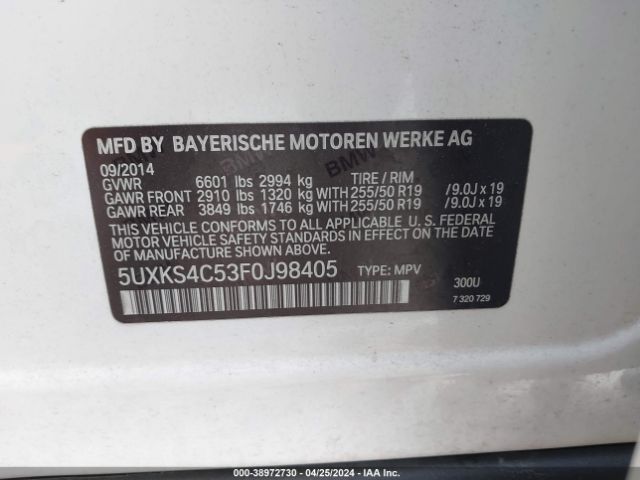 MFD BY BAYERISCHE MOTOREN WERKE AG
09/2014
GVWR 6601 lbs 2994 kg TIRE / RIM
GAWR FRONT 2910 lbs 1320 kg WITH 255/50 R19 /9.0J x 19
GAWR REAR 3849 lbs 1746 kg WITH 255/50 R19 /9.0J x 19
THIS VEHICLE CONFORMS TO ALL APPLICABLE U. S. FEDERAL
MOTOR VEHICLE SAFETY AND THEFT PREVENTION STANDARDS IN
EFFECT ON THE DATE OF MANUFACTURE SHOWN ABOVE.
5UXKS4C53F0J98405 TYPE: MPV
300U
7 320 729
000-38972730 - 04/25/2024 - IAA Inc.